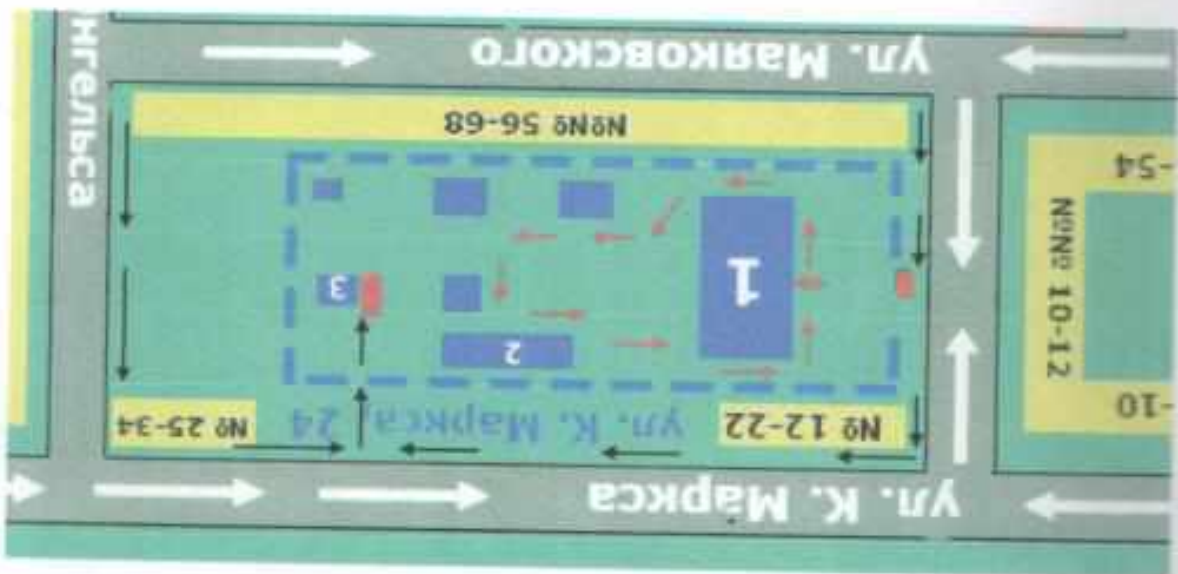 ул. К. Маркса
-10
№ 12-22
ул. К. Маркса, 24
№ 25-34
№№ 10-12
2
1
3
-54
№№ 56-68
нгельса
ул. Маяковского